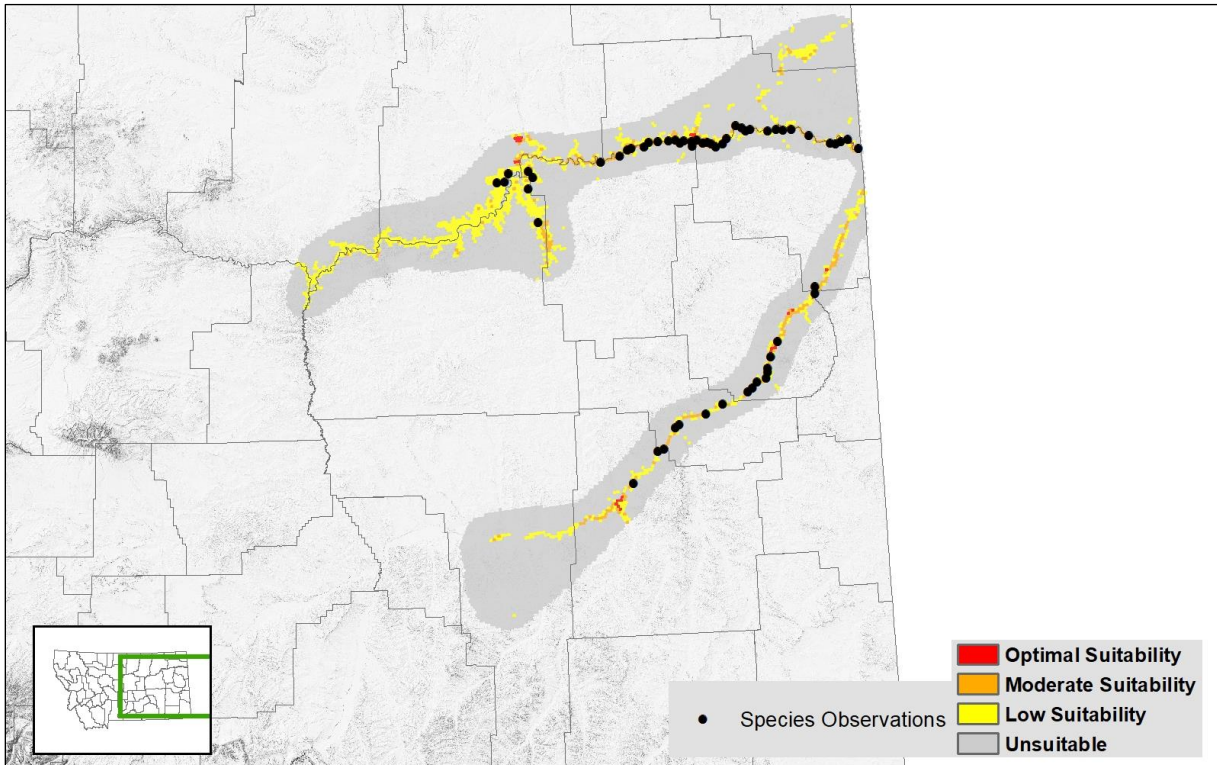 Species Observations
Optimal Suitability
Moderate Suitability
Low Suitability
Unsuitable